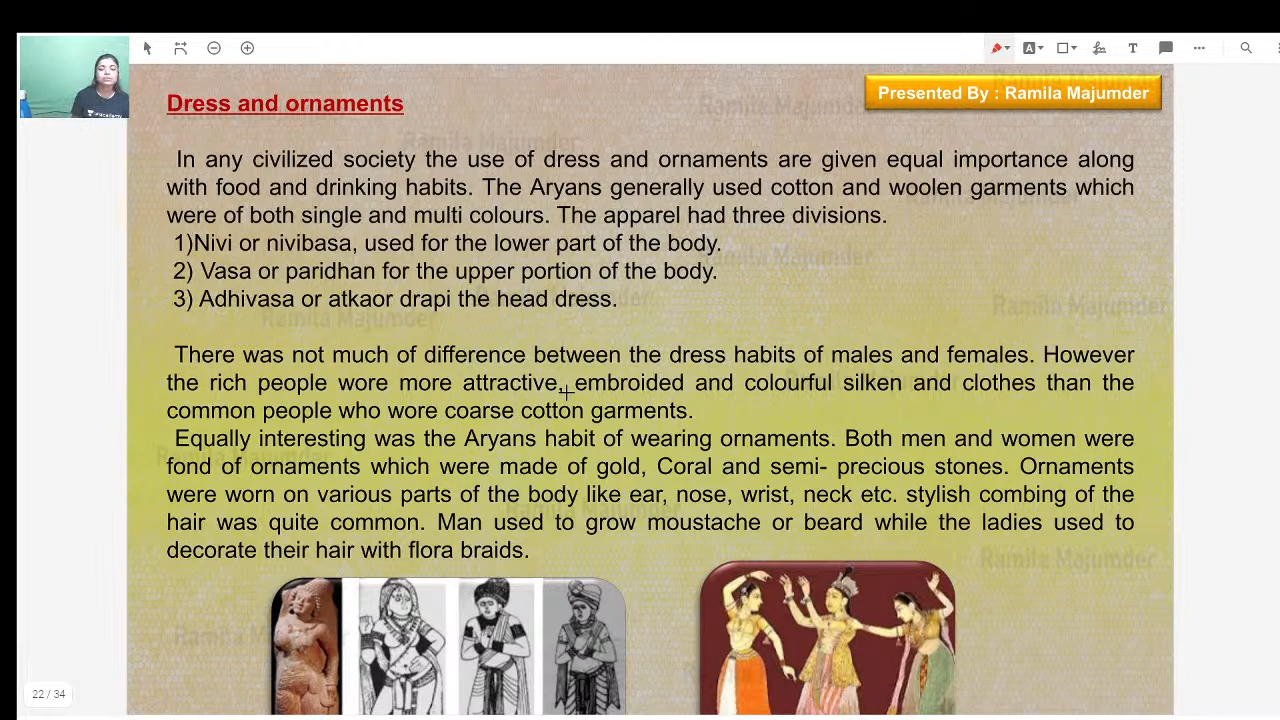 Dress and ornaments
Presented By : Ramila Majumder
In any civilized society the use of dress and ornaments are given equal importance along
with food and drinking habits. The Aryans generally used cotton and woolen garments which
were of both single and multi colours. The apparel had three divisions.
1)Nivi or nivibasa, used for the lower part of the body.
2) Vasa or paridhan for the upper portion of the body.
3) Adhivasa or atkaor drapi the head dress.
There was not much of difference between the dress habits of males and females. However
the rich people wore more attractive, embroided and colourful silken and clothes than the
common people who wore coarse cotton garments.
Equally interesting was the Aryans habit of wearing ornaments. Both men and women were
fond of ornaments which were made of gold, Coral and semi- precious stones. Ornaments
were worn on various parts of the body like ear, nose, wrist, neck etc. stylish combing of the
hair was quite common. Man used to grow moustache or beard while the ladies used to
decorate their hair with flora braids.
22 / 34